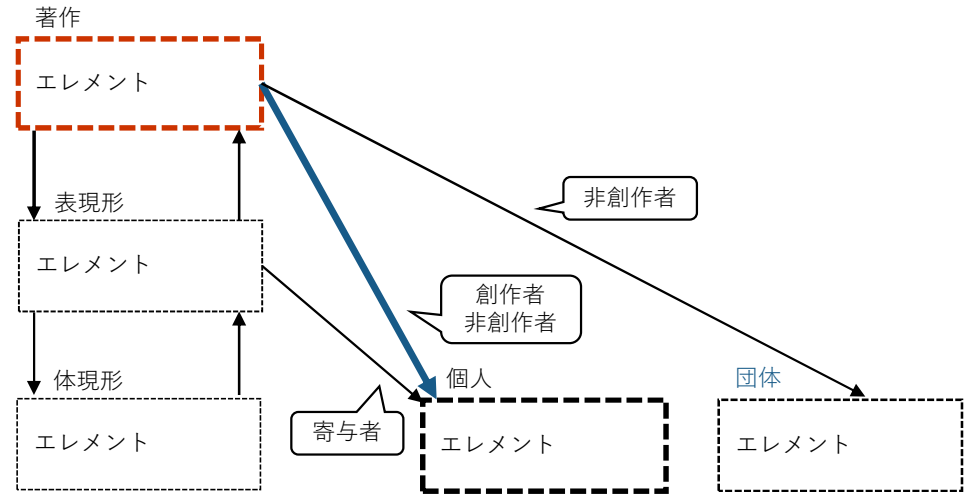 著作
エレメント
非創作者
表現形
エレメント
創作者
非創作者
体現形
個人
団体
寄与者
エレメント
エレメント
エレメント